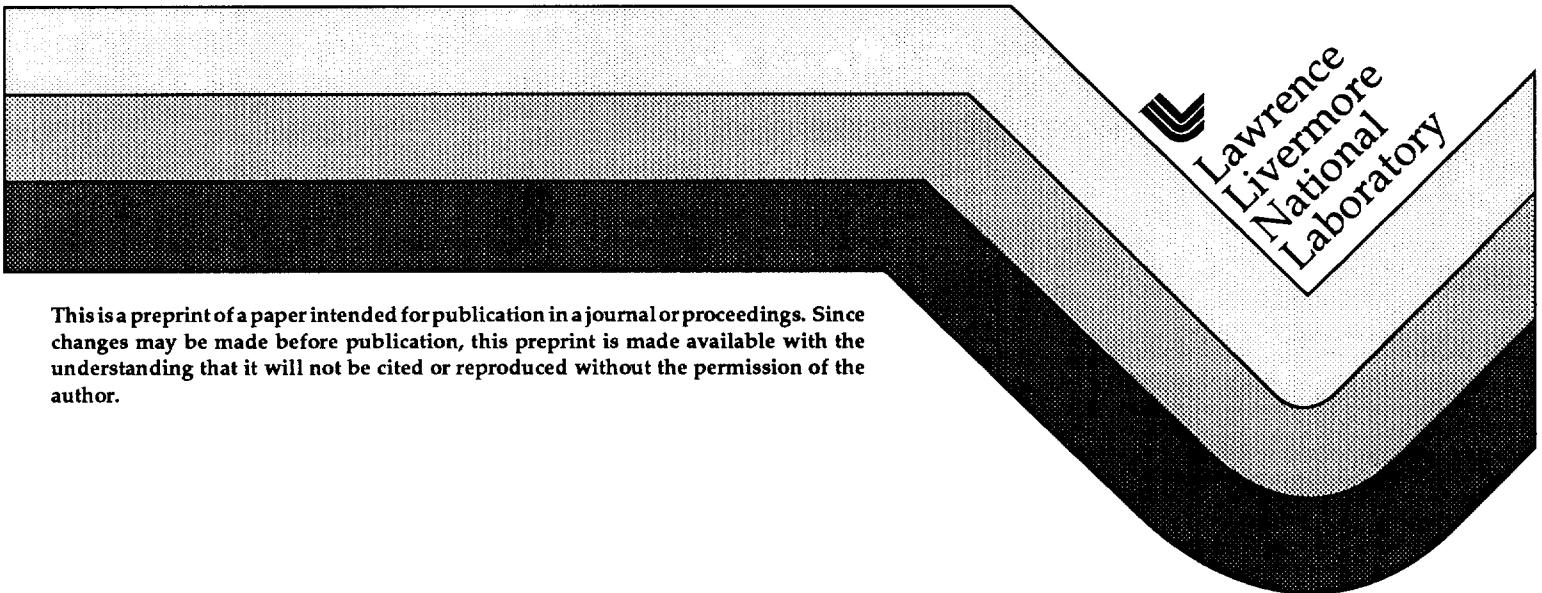 Lawrence
Livermore
National
Laboratory
This is a preprint of a paper intended for publication in a journal or proceedings. Since
changes may be made before publication, this preprint is made available with the
understanding that it will not be cited or reproduced without the permission of the
author.